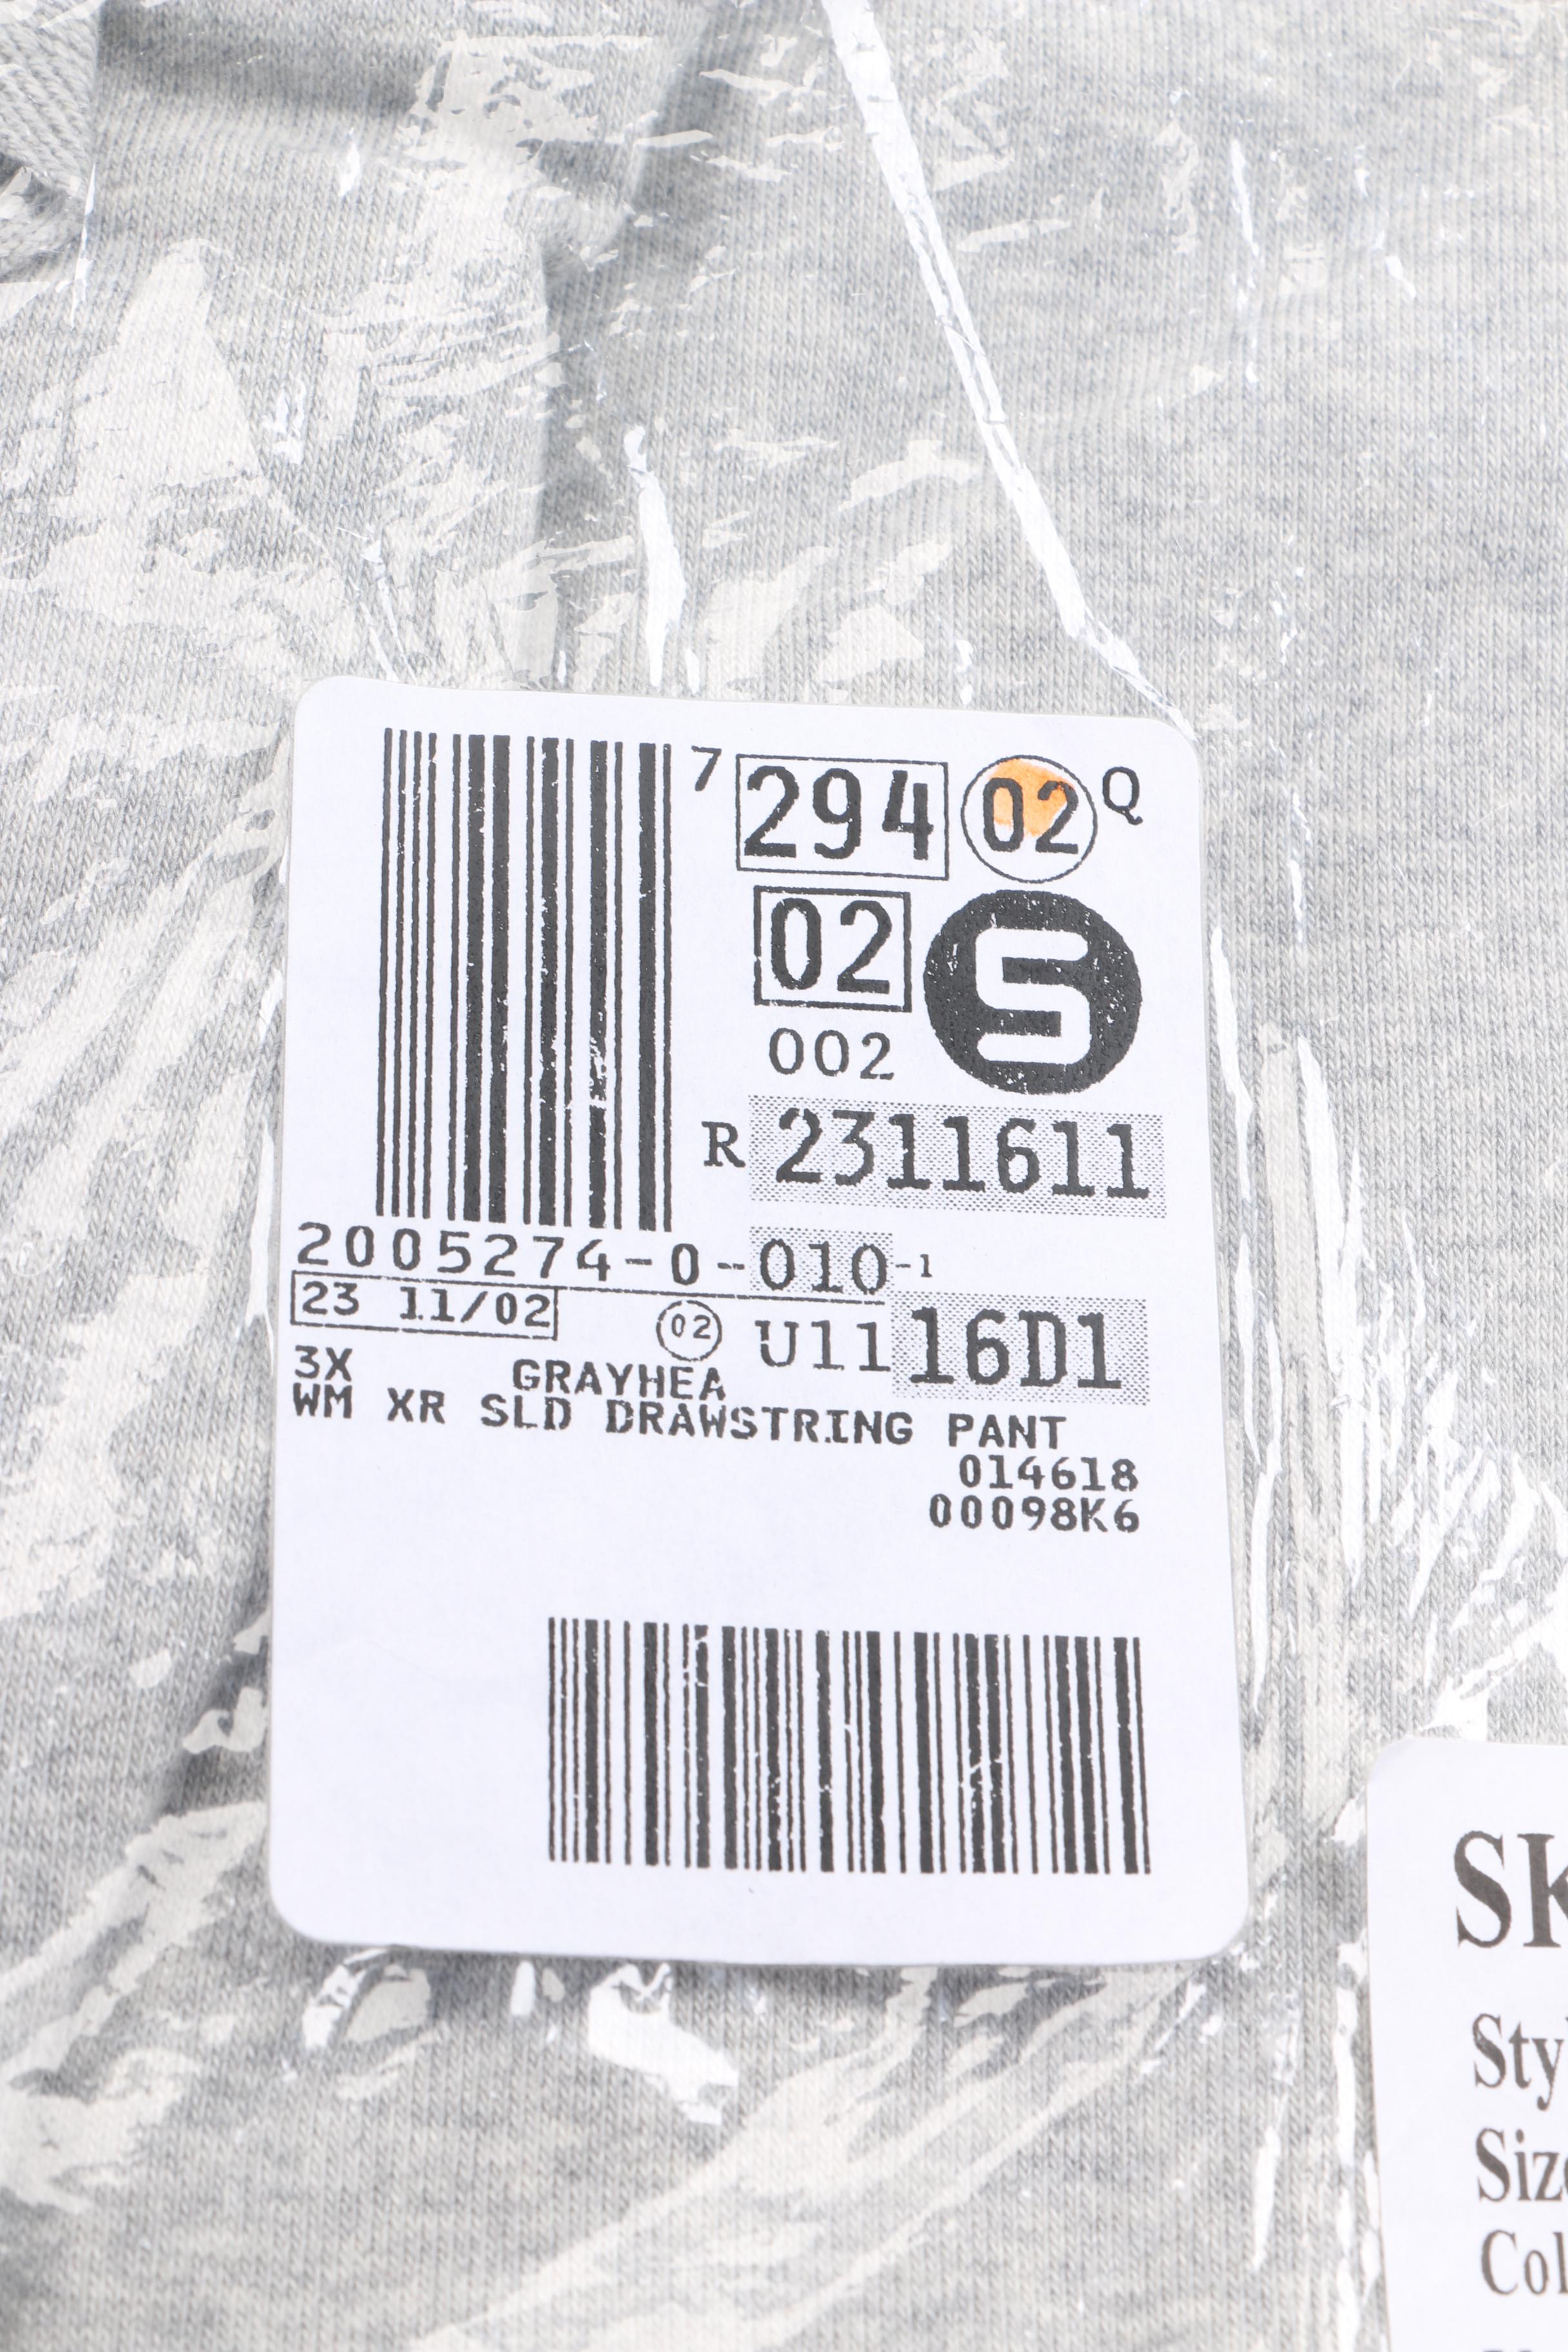 7 294 02 Q
02 S
002
R 2311611
2005274-0-010-1
23 11/02 02 U11 16D1
3X GRAYHEA
WM XR SLD DRAWSTRING PANT
014618
00098K6
SK
Sty
Size
Col